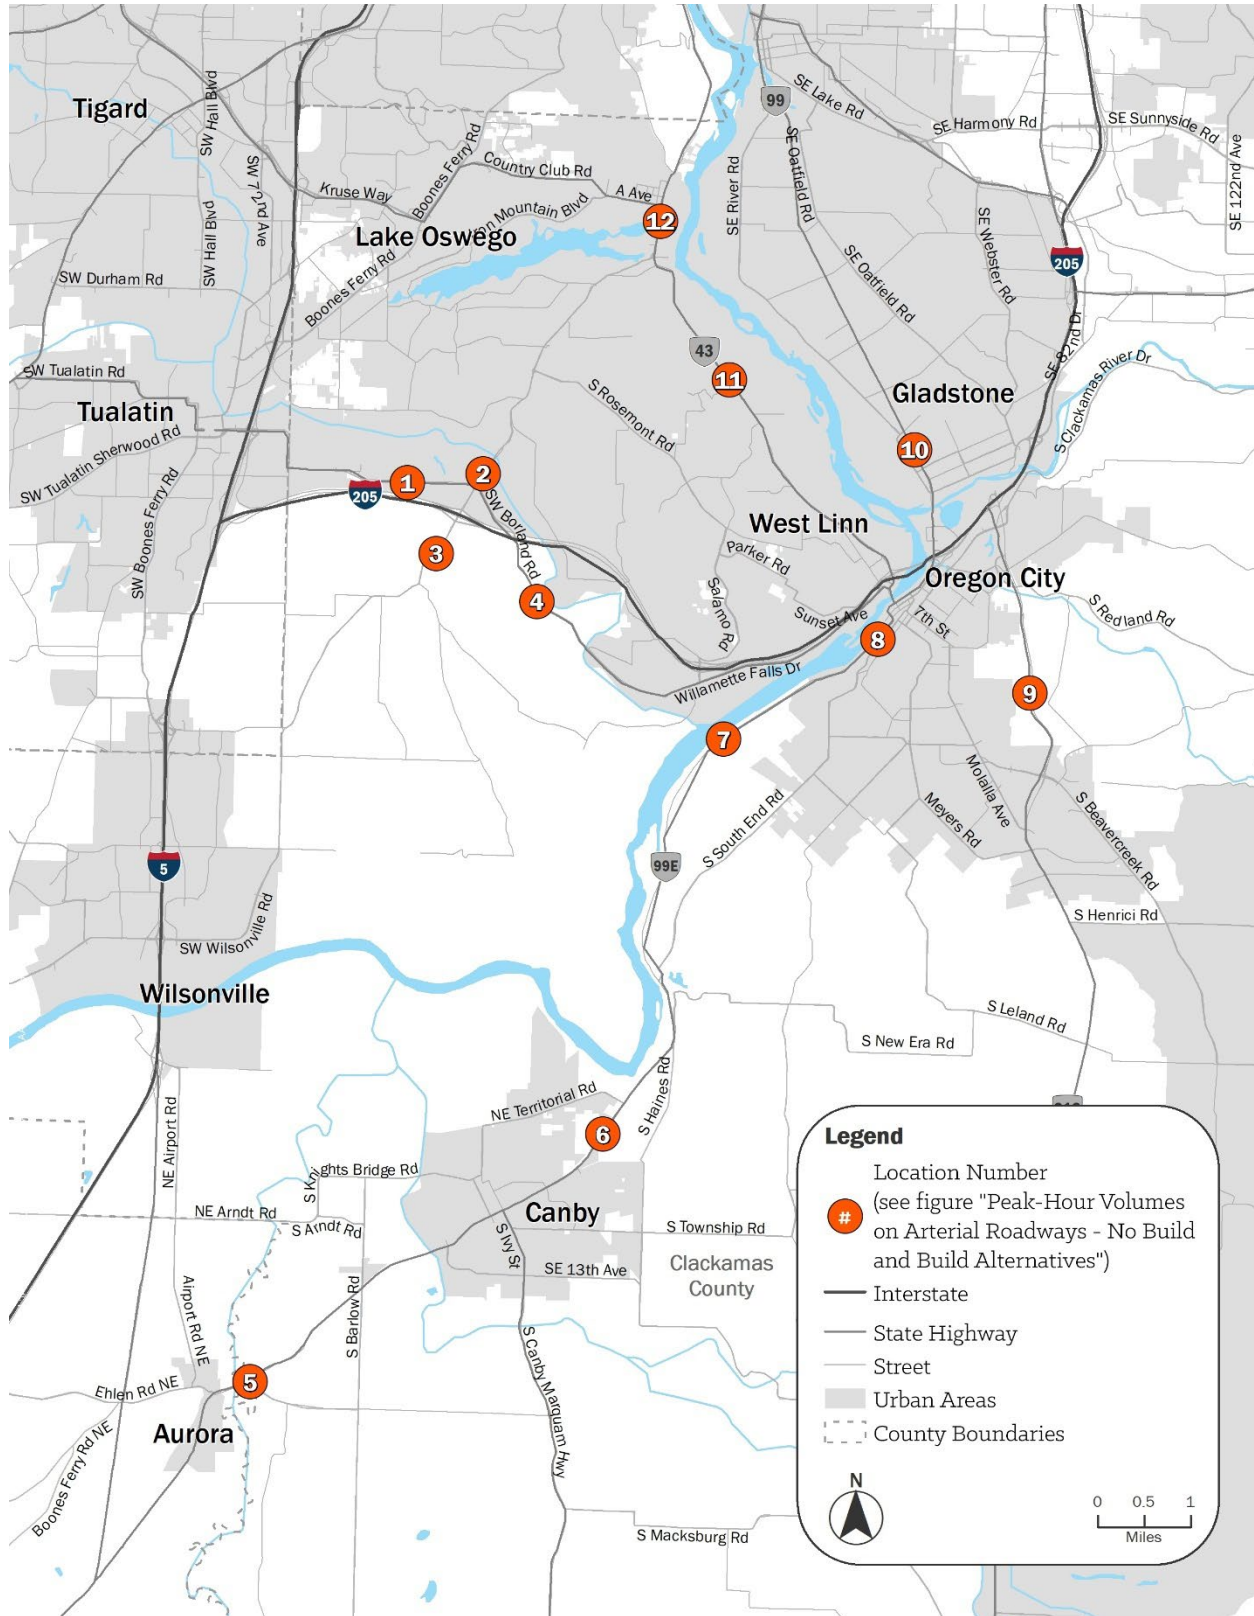 Tigard
SW Hall Blvd
SW 72nd Ave
SW Hall Blvd
Kruse Way
Boones Ferry Rd
Country Club Rd
A Ave
Mountain Blvd
12
Lake Oswego
SW Durham Rd
Boones Ferry Rd
99
SE Lake Rd
SE Harmony Rd
SE Sunnyside Rd
SE 122nd Ave
SE River Rd
SE Oatfield Rd
SE Oatfield Rd
SE Webster Rd
205
SE 82nd Dr
S Clackamas River Dr
43
11
SW Tualatin Rd
Tualatin
SW Tualatin Sherwood Rd
SW Boones Ferry Rd
S Rosemont Rd
Gladstone
10
1
2
205
SW Borland Rd
3
4
West Linn
Parker Rd
Salamo Rd
Sunset Ave
Oregon City
7th St
S Redland Rd
8
Willamette Falls Dr
9
7
Molalla Ave
Meyers Rd
S Beavercreek Rd
S South End Rd
99E
5
S Henrici Rd
SW Wilsonville Rd
Wilsonville
S Leland Rd
S New Era Rd
S Haines Rd
NE Territorial Rd
6
NE Airport Rd
S Knights Bridge Rd
NE Arndt Rd
S Arndt Rd
Canby
S Ivy St
S Township Rd
SE 13th Ave
Clackamas
County
Airport Rd NE
S Barlow Rd
S Canby Marquam Hwy
5
Ehlen Rd NE
Aurora
Boones Ferry Rd NE
S Macksburg Rd
Legend
Location Number
# (see figure "Peak-Hour Volumes
on Arterial Roadways - No Build
and Build Alternatives")
Interstate
State Highway
Street
Urban Areas
County Boundaries
N
0 0.5 1
Miles